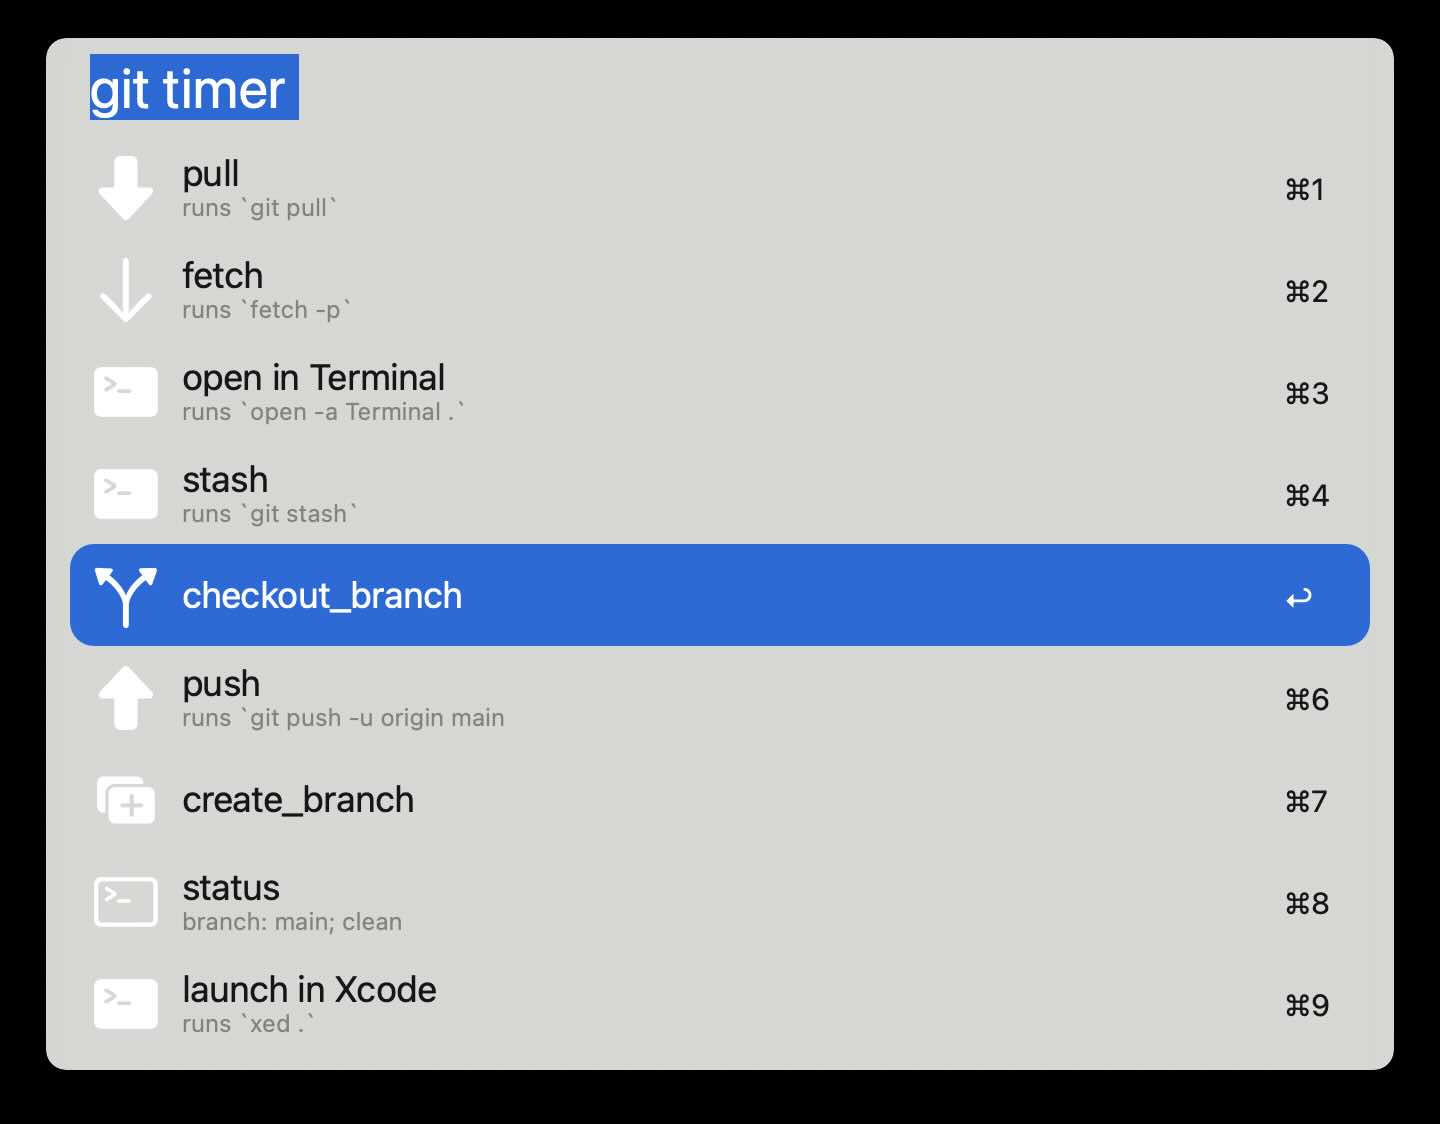 git timer
pull
runs `git pull`
⌘1
fetch
runs `fetch -p`
⌘2
>_
open in Terminal
runs `open -a Terminal .`
⌘3
>_
stash
runs `git stash`
⌘4
checkout_branch
↩
push
runs `git push -u origin main
⌘6
create_branch
⌘7
>_
status
branch: main; clean
⌘8
>_
launch in Xcode
runs `xed .`
⌘9